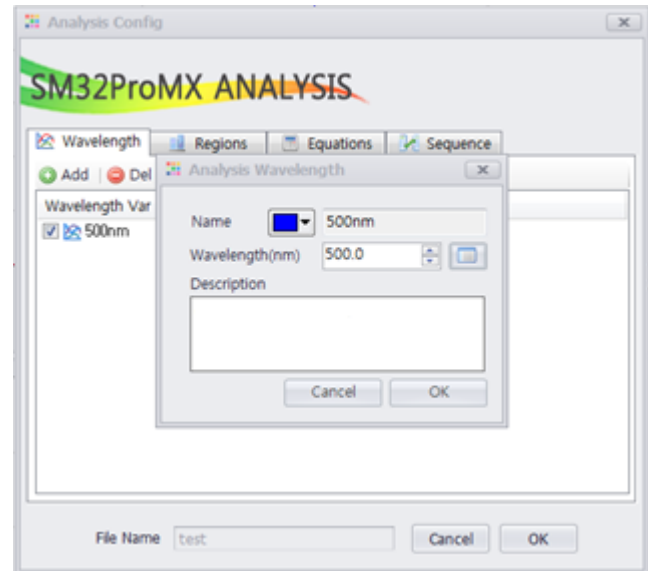 Analysis Config
SM32ProMX ANALYSIS
Wavelength Regions Equations Sequence
Add Del
Analysis Wavelength
Wavelength Var
500nm
Name 500nm
Wavelength(nm) 500.0
Description
Cancel OK
File Name test Cancel OK